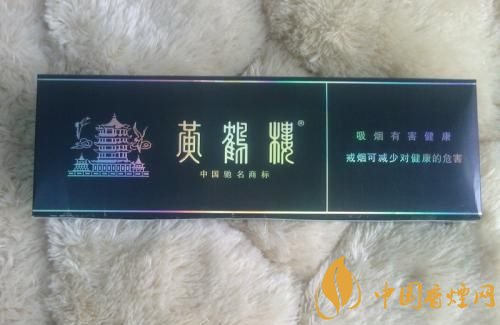 黄鹤楼®
中国驰名商标
吸烟有害健康
戒烟可减少对健康的危害
中国香烟网